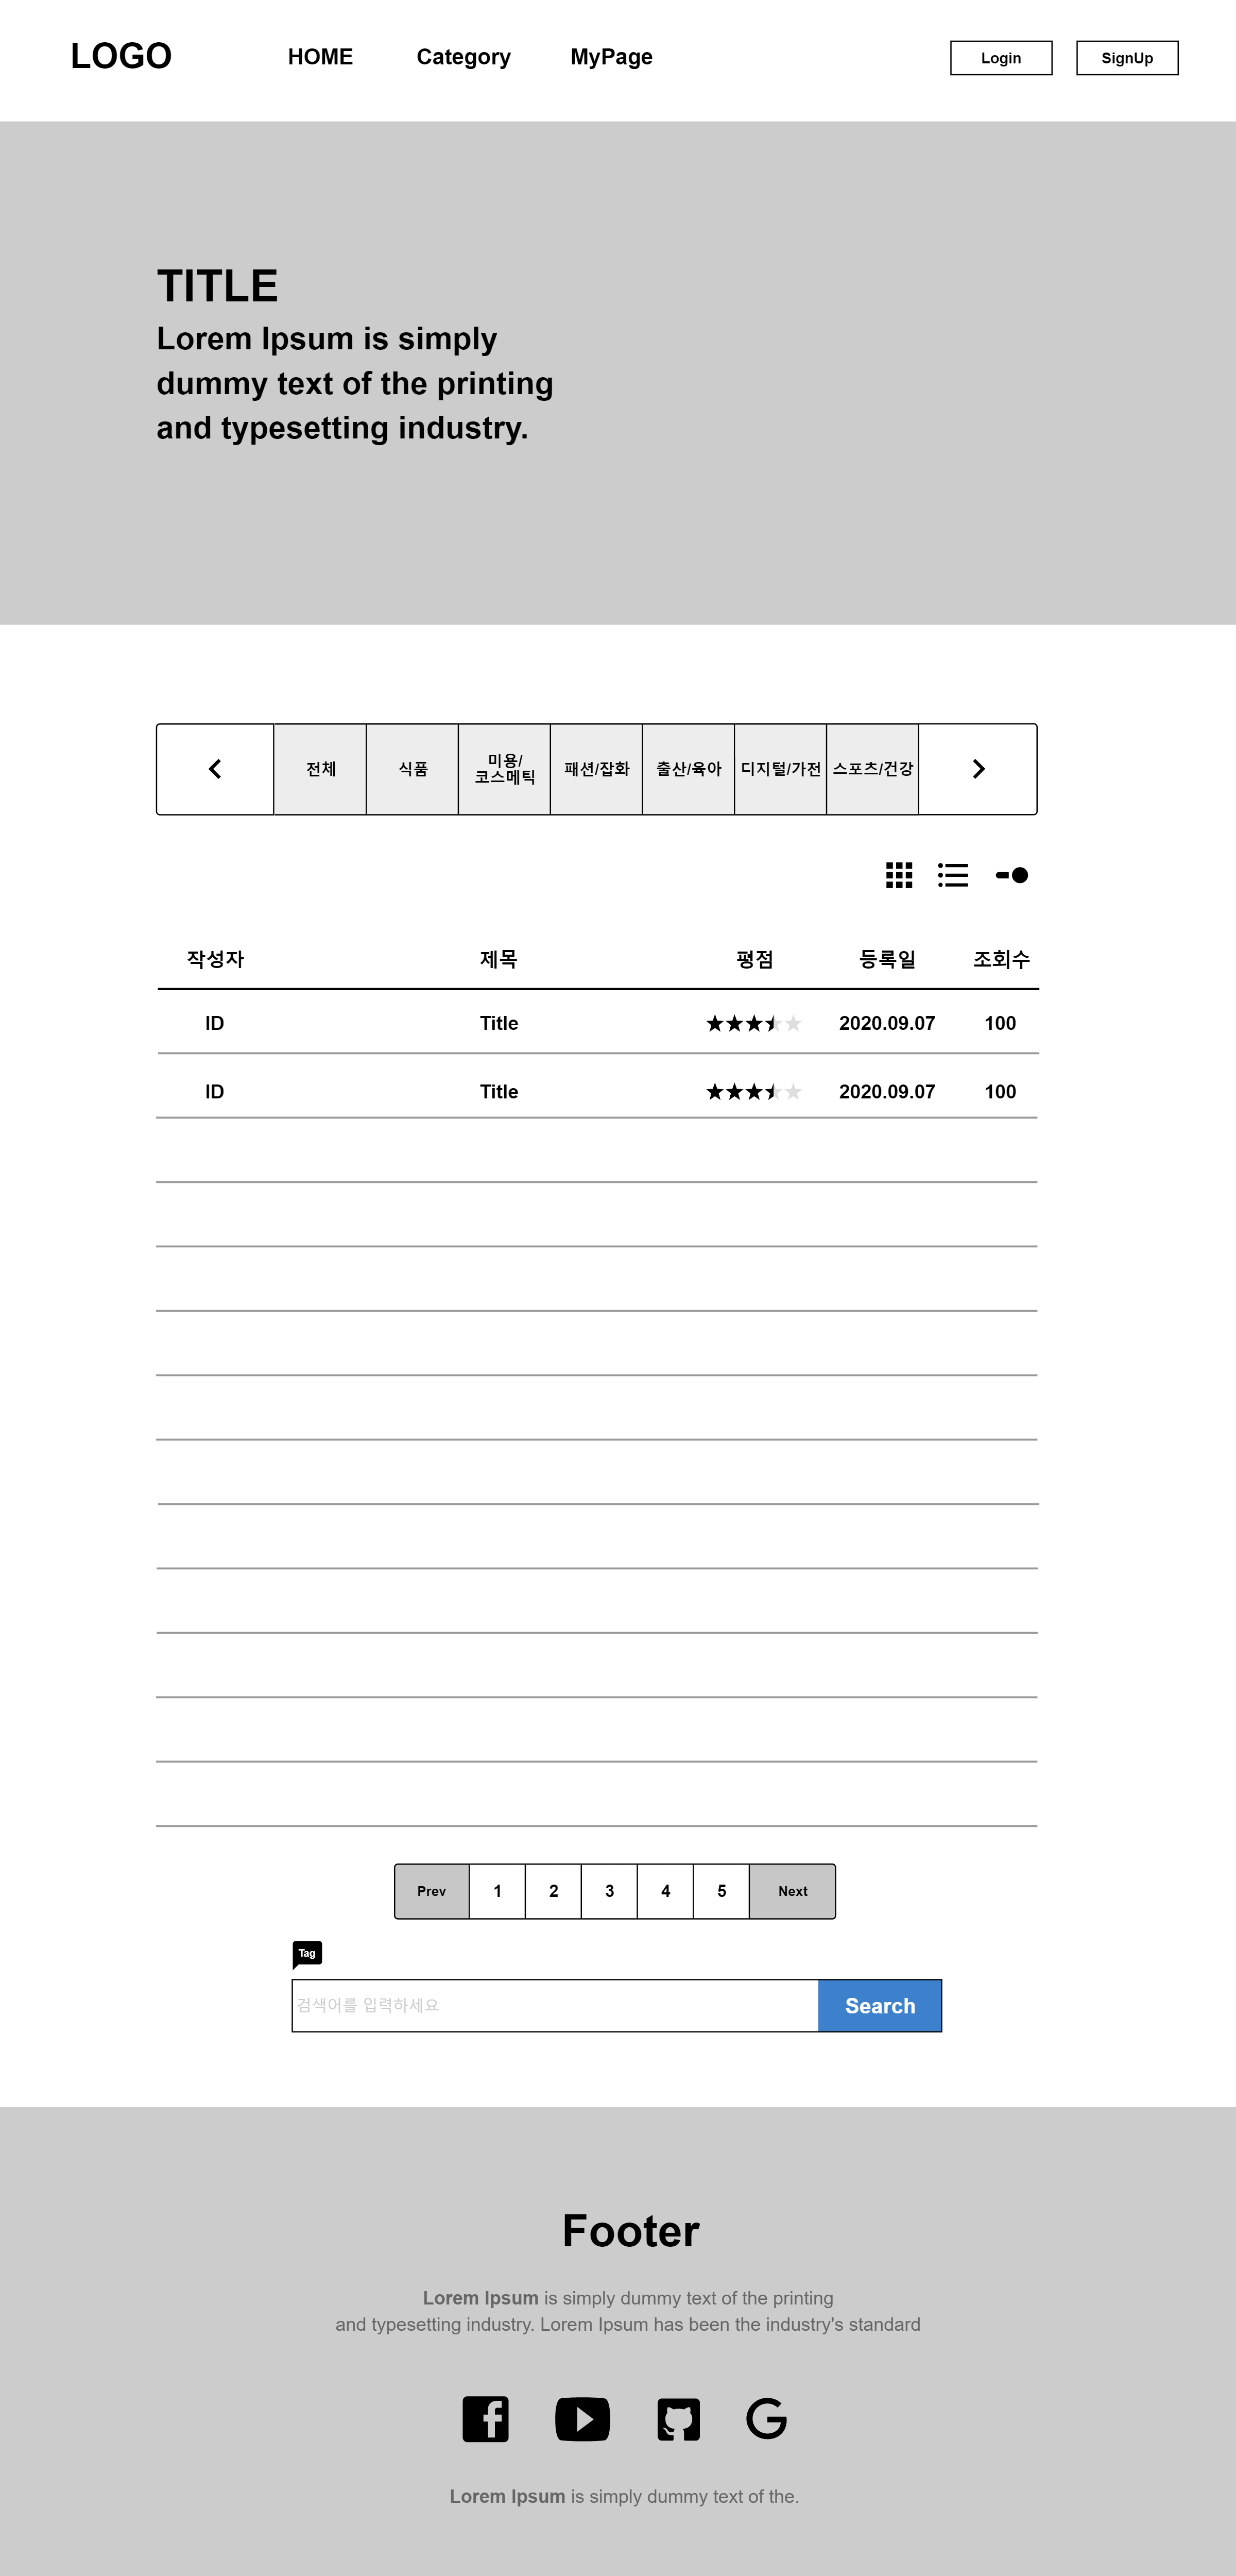 LOGO HOME Category MyPage Login SignUp
TITLE
Lorem Ipsum is simply
dummy text of the printing
and typesetting industry.
전체 식품 미용/ 코스메틱 패션/잡화 출산/육아 디지털/가전 스포츠/건강
작성자 제목 평점 등록일 조회수
ID Title 2020.09.07 100
ID Title 2020.09.07 100
Prev 1 2 3 4 5 Next
Tag
검색어를 입력하세요 Search
Footer
Lorem Ipsum is simply dummy text of the printing
and typesetting industry. Lorem Ipsum has been the industry's standard
Lorem Ipsum is simply dummy text of the.